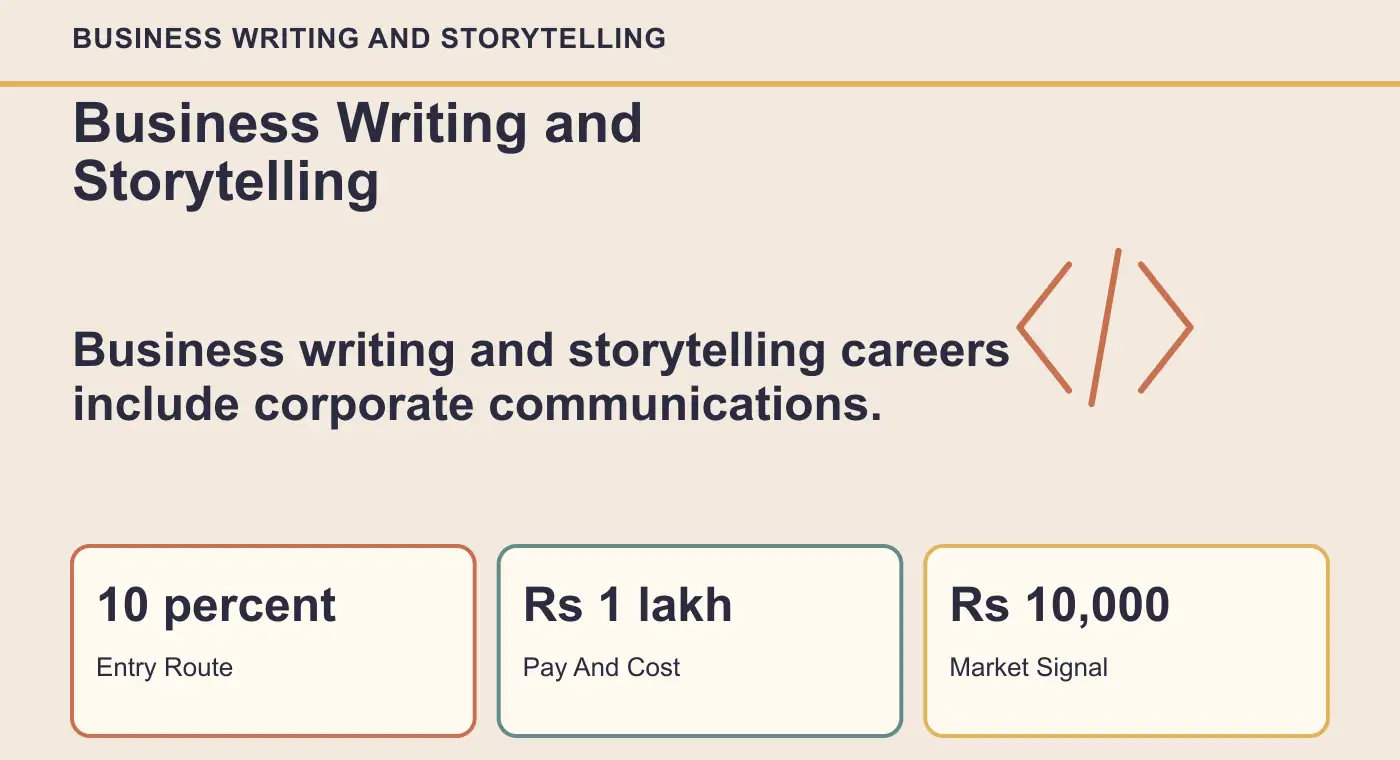 BUSINESS WRITING AND STORYTELLING
Business Writing and
Storytelling
Business writing and storytelling careers
include corporate communications.
10 percent
Entry Route
Rs 1 lakh
Pay And Cost
Rs 10,000
Market Signal